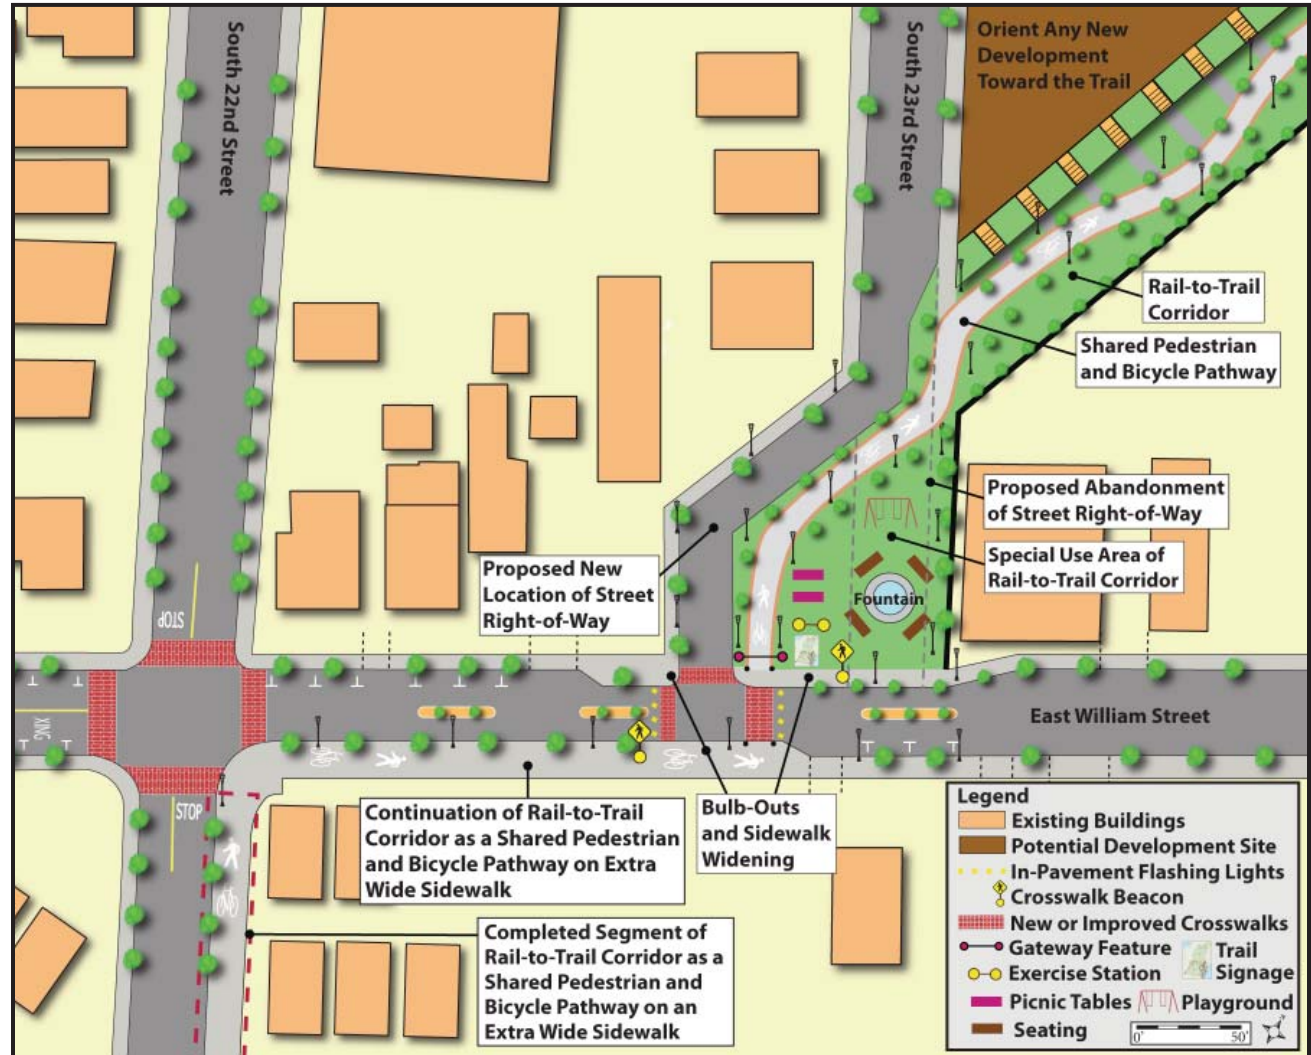 South 22nd Street
South 23rd Street
Orient Any New
Development
Toward the Trail
Rail-to-Trail
Corridor
Shared Pedestrian
and Bicycle Pathway
Proposed Abandonment
of Street Right-of-Way
Special Use Area of
Rail-to-Trail Corridor
Proposed New
Location of Street
Right-of-Way
Fountain
STOP
XING
East William Street
STOP
Continuation of Rail-to-Trail
Corridor as a Shared Pedestrian
and Bicycle Pathway on Extra
Wide Sidewalk
Bulb-Outs
and Sidewalk
Widening
Completed Segment of
Rail-to-Trail Corridor as a
Shared Pedestrian and
Bicycle Pathway on an
Extra Wide Sidewalk
Legend
Existing Buildings
Potential Development Site
In-Pavement Flashing Lights
Crosswalk Beacon
New or Improved Crosswalks
Gateway Feature
Trail
Signage
Exercise Station
Picnic Tables
Playground
Seating
0'
50'